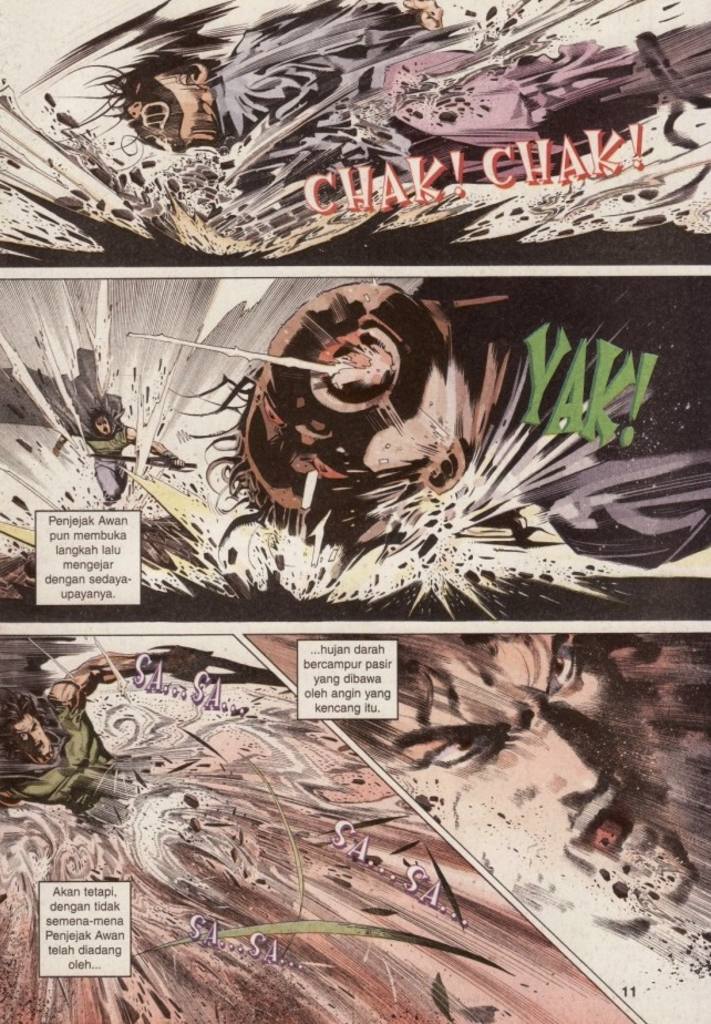 CHAK! CHAK!
YAK!
Penjejak Awan
pun membuka
langkah lalu
mengejar
dengan sedaya-
upayanya.
SA... SA...
...hujan darah
bercampur pasir
yang dibawa
oleh angin yang
kencang itu.
SA... SA...
Akan tetapi,
dengan tidak
semena-mena
Penjejak Awan
telah diadang
oleh...
SA... SA...
11